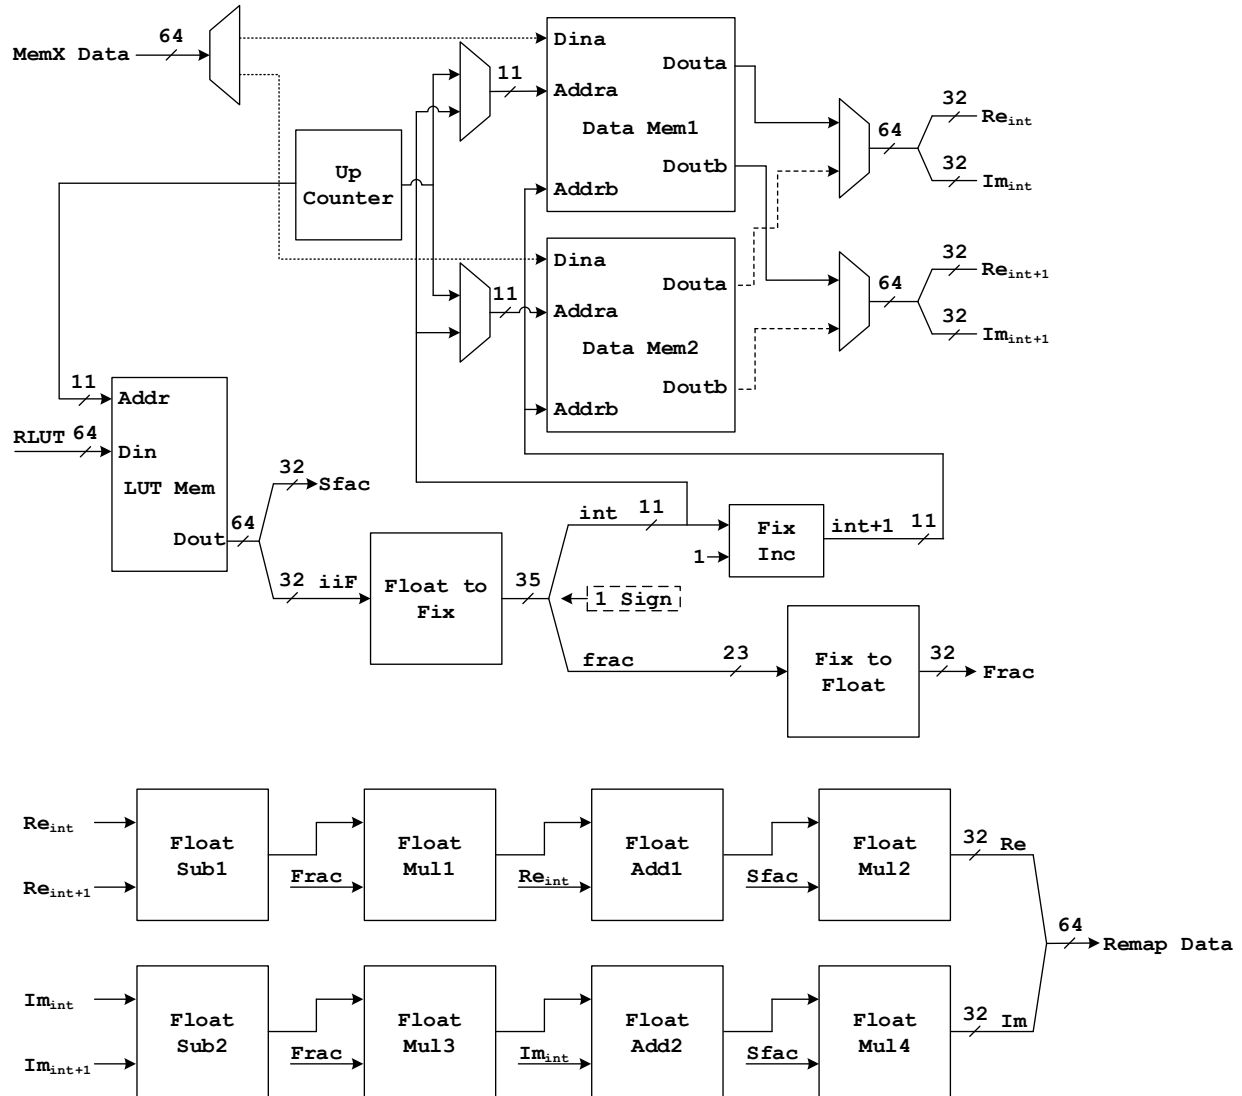 MemX Data
64
Dina
Addra
Douta
Data Mem1
Doutb
Addrb
11
Up
Counter
64
32
Re_int
32
Im_int
Dina
Addra
Douta
Data Mem2
Doutb
Addrb
11
64
32
Re_int+1
32
Im_int+1
11
Addr
RLUT
64
Din
LUT Mem
Dout
64
32
Sfac
32
iiF
Float to
Fix
35
int
11
1
Fix
Inc
int+1
11
1 Sign
frac
23
Fix to
Float
32
Frac
Re_int
Re_int+1
Float
Sub1
Frac
Float
Mul1
Re_int
Float
Add1
Sfac
Float
Mul2
32
Re
64
Remap Data
Im_int
Im_int+1
Float
Sub2
Frac
Float
Mul3
Im_int
Float
Add2
Sfac
Float
Mul4
32
Im